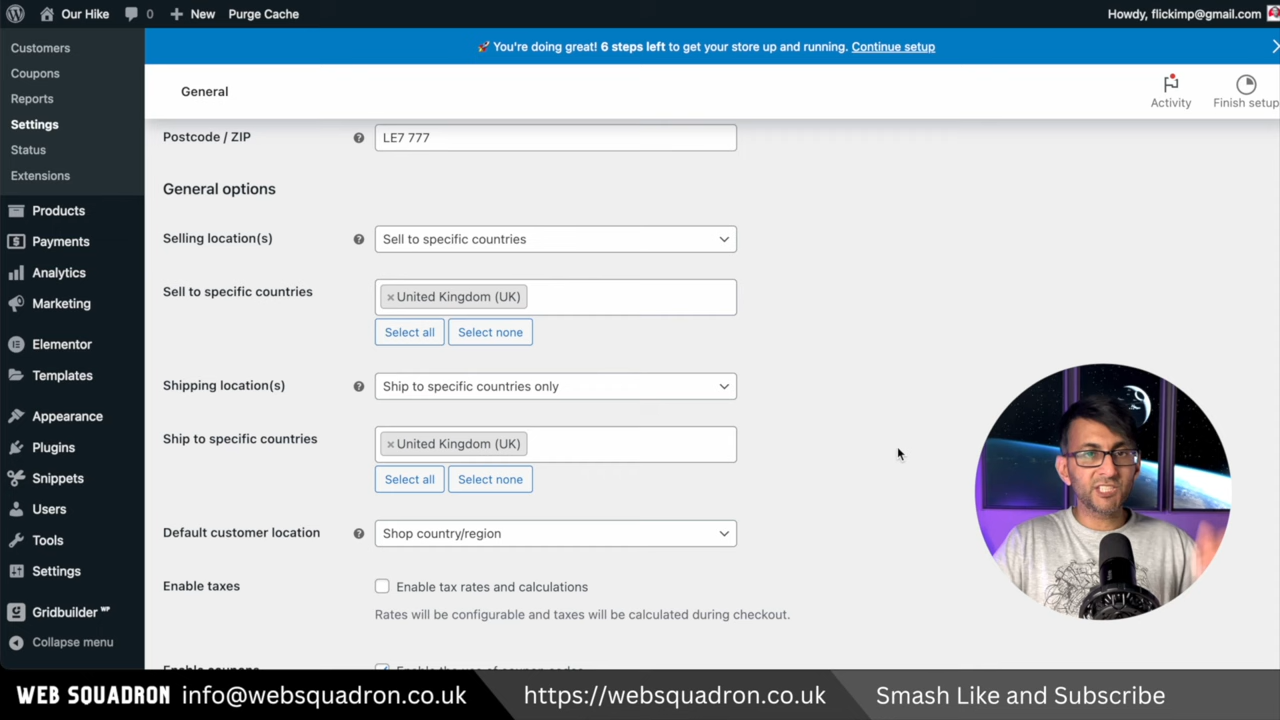 Our Hike
0
New
Purge Cache
Howdy, flickimp@gmail.com
Customers
Coupons
Reports
Settings
Status
Extensions
Products
Payments
Analytics
Marketing
Elementor
Templates
Appearance
Plugins
Snippets
Users
Tools
Settings
Gridbuilder WP
Collapse menu
🚀 You're doing great! 6 steps left to get your store up and running. Continue setup
General
Activity
Finish setup
Postcode / ZIP
LE7 777
General options
Selling location(s)
Sell to specific countries
Sell to specific countries
×United Kingdom (UK)
Select all
Select none
Shipping location(s)
Ship to specific countries only
Ship to specific countries
×United Kingdom (UK)
Select all
Select none
Default customer location
Shop country/region
Enable taxes
Enable tax rates and calculations
Rates will be configurable and taxes will be calculated during checkout.
Enable coupons
Enable the use of coupon codes
WEB SQUADRON info@websquadron.co.uk
https://websquadron.co.uk
Smash Like and Subscribe